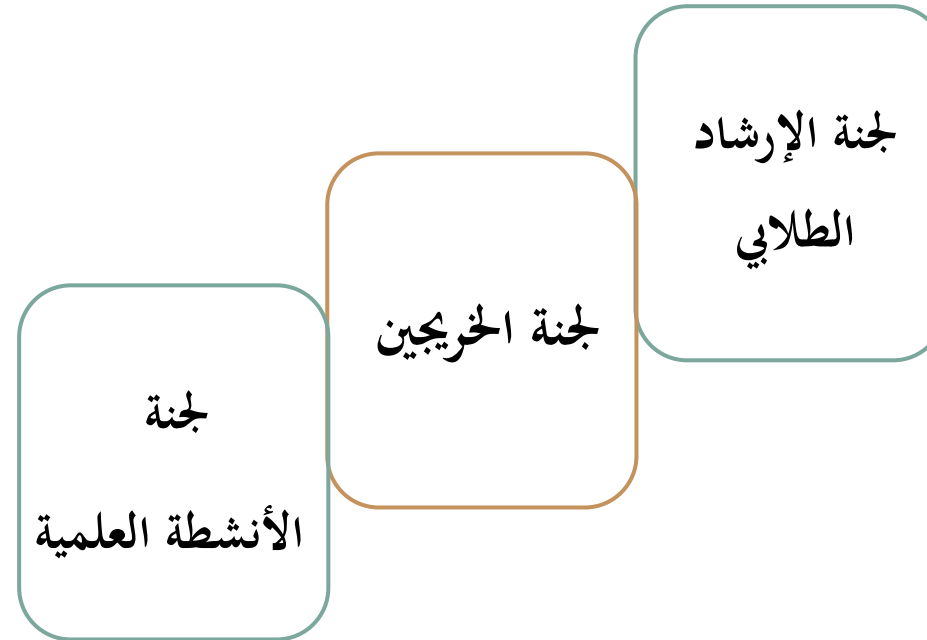 لجنة الإرشاد
الطلابي
لجنة الخريجين
لجنة
الأنشطة العلمية